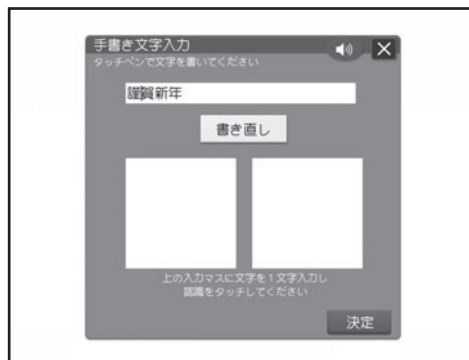 手書き文字入力
タッチペンで文字を書いてください
謹賀新年
書き直し
上の入力マスに文字を1文字入力し
認識をタッチしてください
決定